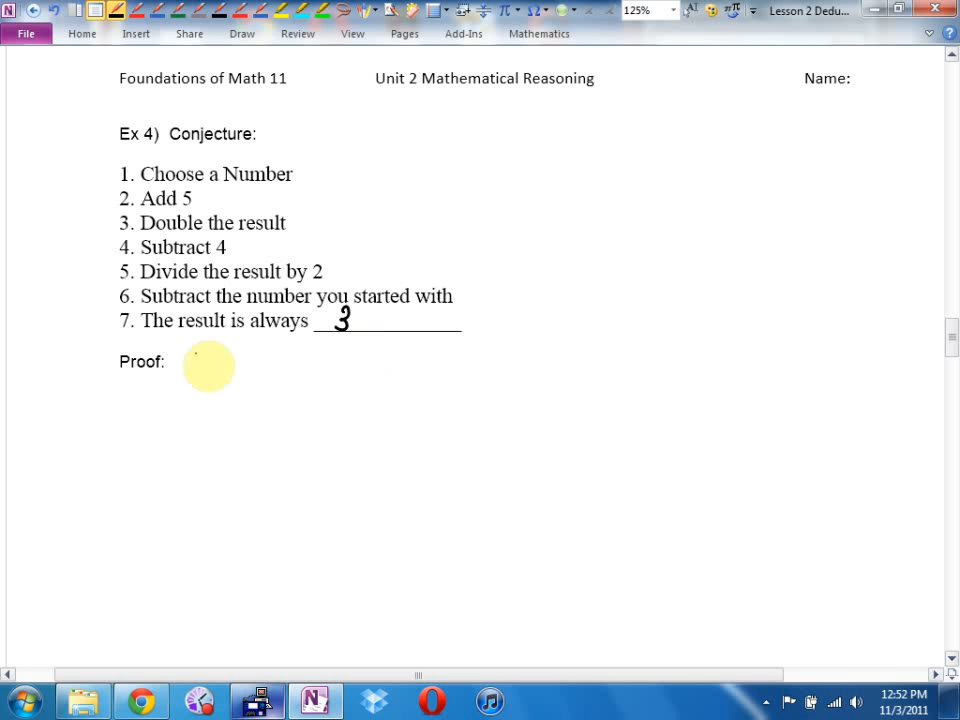 125% Lesson 2 Dedu...
File Home Insert Share Draw Review View Pages Add-Ins Mathematics
Foundations of Math 11 Unit 2 Mathematical Reasoning Name:
Ex 4) Conjecture:
1. Choose a Number
2. Add 5
3. Double the result
4. Subtract 4
5. Divide the result by 2
6. Subtract the number you started with
7. The result is always 3
Proof:
12:52 PM
11/3/2011